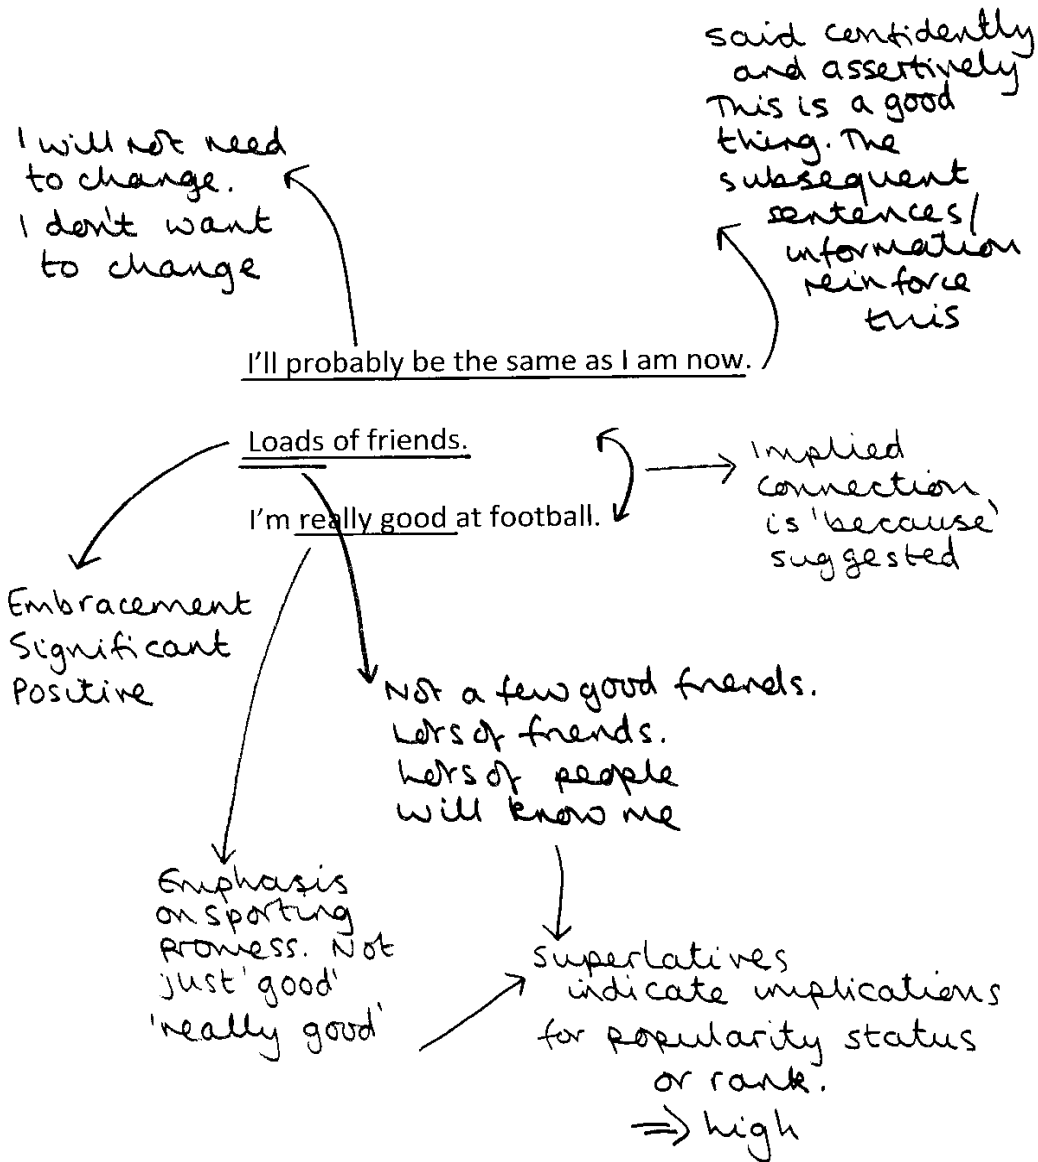 said confidently
and assertively
This is a good
thing. The
subsequent
sentences/
information
reinforce
this
I will not need
to change.
I don't want
to change
I'll probably be the same as I am now.
Loads of friends.
I'm really good at football.
Implied
connection
is 'because'
suggested
Embracement
Significant
Positive
Not a few good friends.
Lots of friends.
Lots of people
will know me
Emphasis
on sporting
prowess. Not
just 'good'
'really good'
superlatives
indicate implications
for popularity status
or rank.
⇒ high